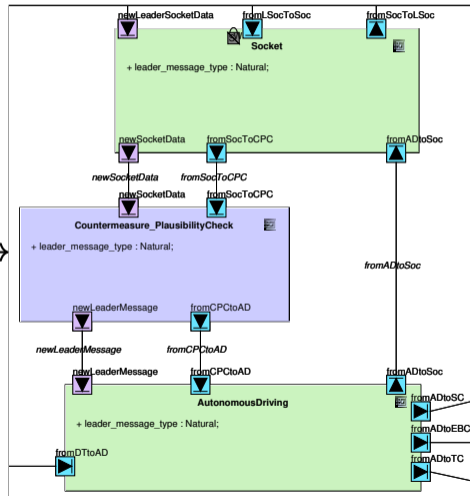 newLeaderSocketData fromLSocToSoc fromSocToLSoc
Socket
+ leader_message_type : Natural;
newSocketData fromSocToCPC fromADtoSoc
newSocketData fromSocToCPC
newSocketData fromSocToCPC
Countermeasure_PlausibilityCheck
+ leader_message_type : Natural;
fromADtoSoc
newLeaderMessage fromCPCtoAD
newLeaderMessage fromCPCtoAD
newLeaderMessage fromCPCtoAD fromADtoSoc
AutonomousDriving
fromADtoSC
+ leader_message_type : Natural;
fromADtoEBC
fromDTtoAD
fromADtoTC